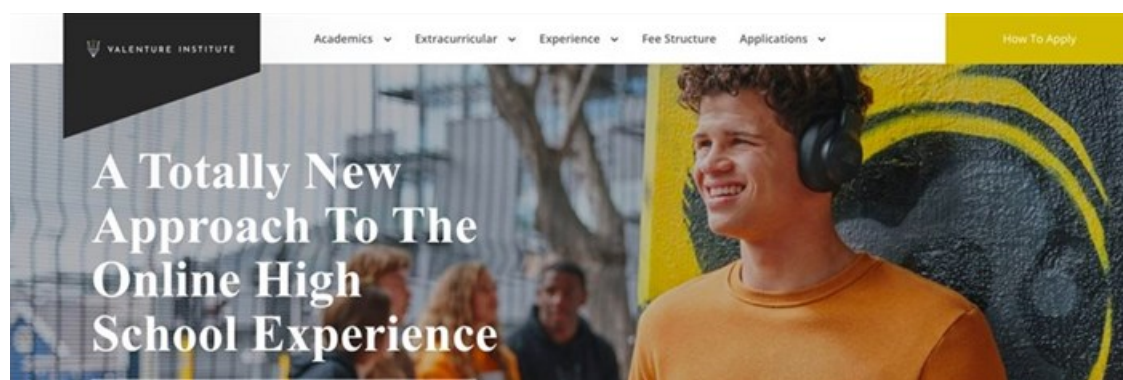 VALENTURE INSTITUTE
Academics
Extracurricular
Experience
Fee Structure
Applications
How To Apply
A Totally New
Approach To The
Online High
School Experience